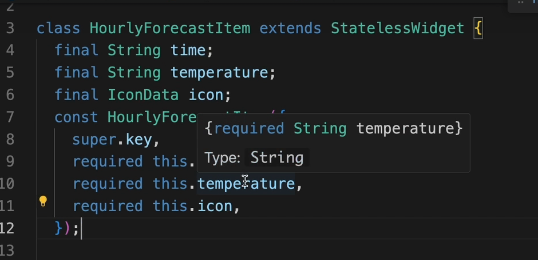 2
3 class HourlyForecastItem extends StatelessWidget {
4 final String time;
5 final String temperature;
6 final IconData icon;
7 const
8 super.key,
{required String temperature}
9 required this.
Type: String
10 required this.temperature,
11 required this.icon,
12 });
13